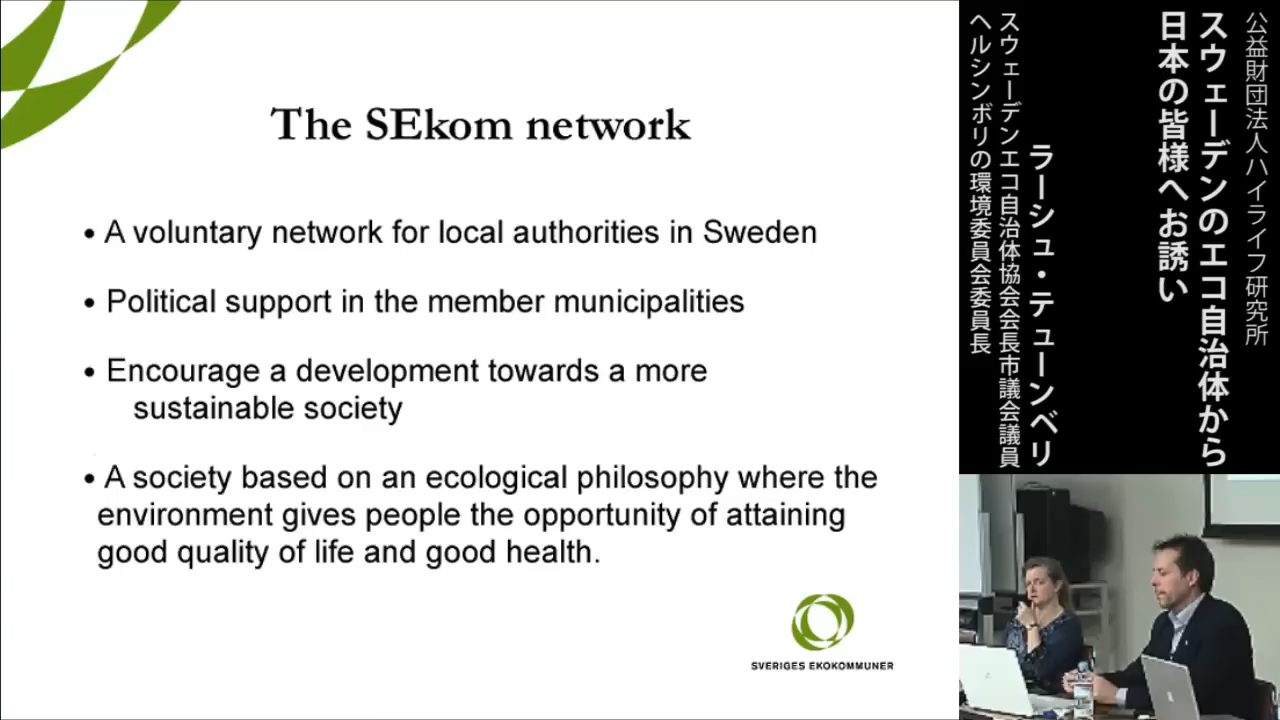 The SEkom network
• A voluntary network for local authorities in Sweden
• Political support in the member municipalities
• Encourage a development towards a more
sustainable society
• A society based on an ecological philosophy where the
environment gives people the opportunity of attaining
good quality of life and good health.
SVERIGES EKOKOMMUNER
公益財団法人ハイライフ研究所
スウェーデンのエコ自治体から
日本の皆様へお誘い
ラーシュ・テューンベリ
スウェーデンエコ自治体協会会長市議会議員
ヘルシンボリの環境委員会委員長